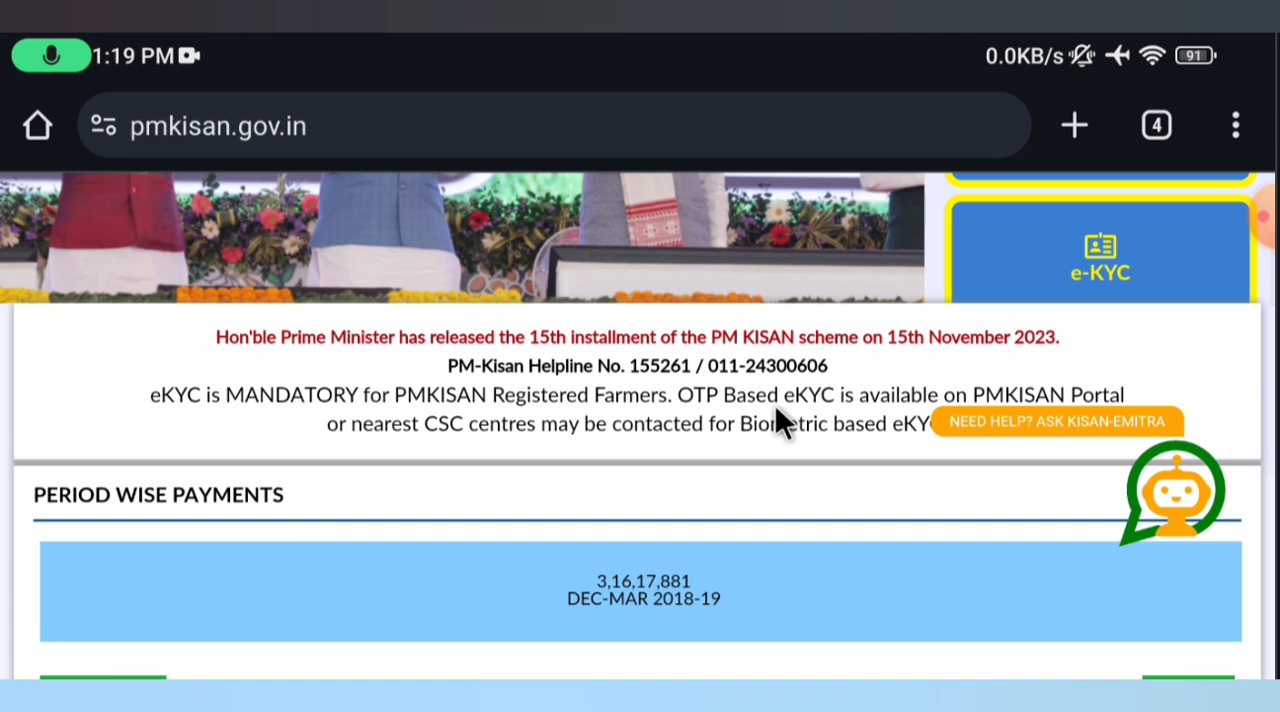 1:19 PM
0.0KB/s
91
pmkisan.gov.in
4
e-KYC
Hon'ble Prime Minister has released the 15th installment of the PM KISAN scheme on 15th November 2023.
PM-Kisan Helpline No. 155261 / 011-24300606
eKYC is MANDATORY for PMKISAN Registered Farmers. OTP Based eKYC is available on PMKISAN Portal
or nearest CSC centres may be contacted for Biometric based eKY
NEED HELP? ASK KISAN-EMITRA
PERIOD WISE PAYMENTS
3,16,17,881
DEC-MAR 2018-19